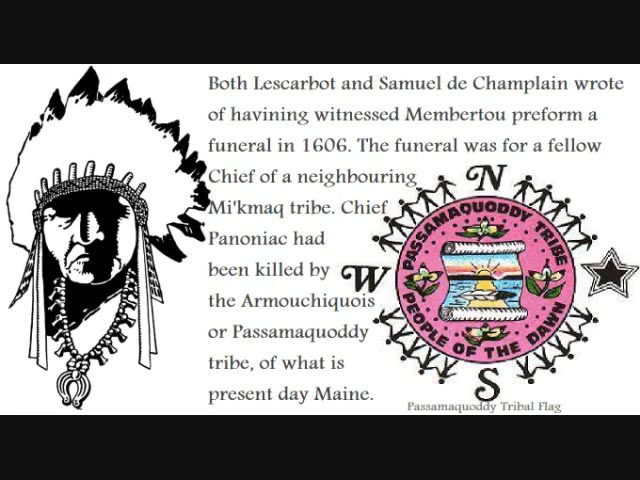 Both Lescarbot and Samuel de Champlain wrote
of havining witnessed Membertou preform a
funeral in 1606. The funeral was for a fellow
Chief of a neighbouring
Mi'kmaq tribe. Chief
Panoniac had
been killed by
the Armouchiquois
or Passamaquoddy
tribe, of what is
present day Maine.
N
W
S
PASSAMAQUODDY TRIBE
PEOPLE OF THE DAWN
Passamaquoddy Tribal Flag